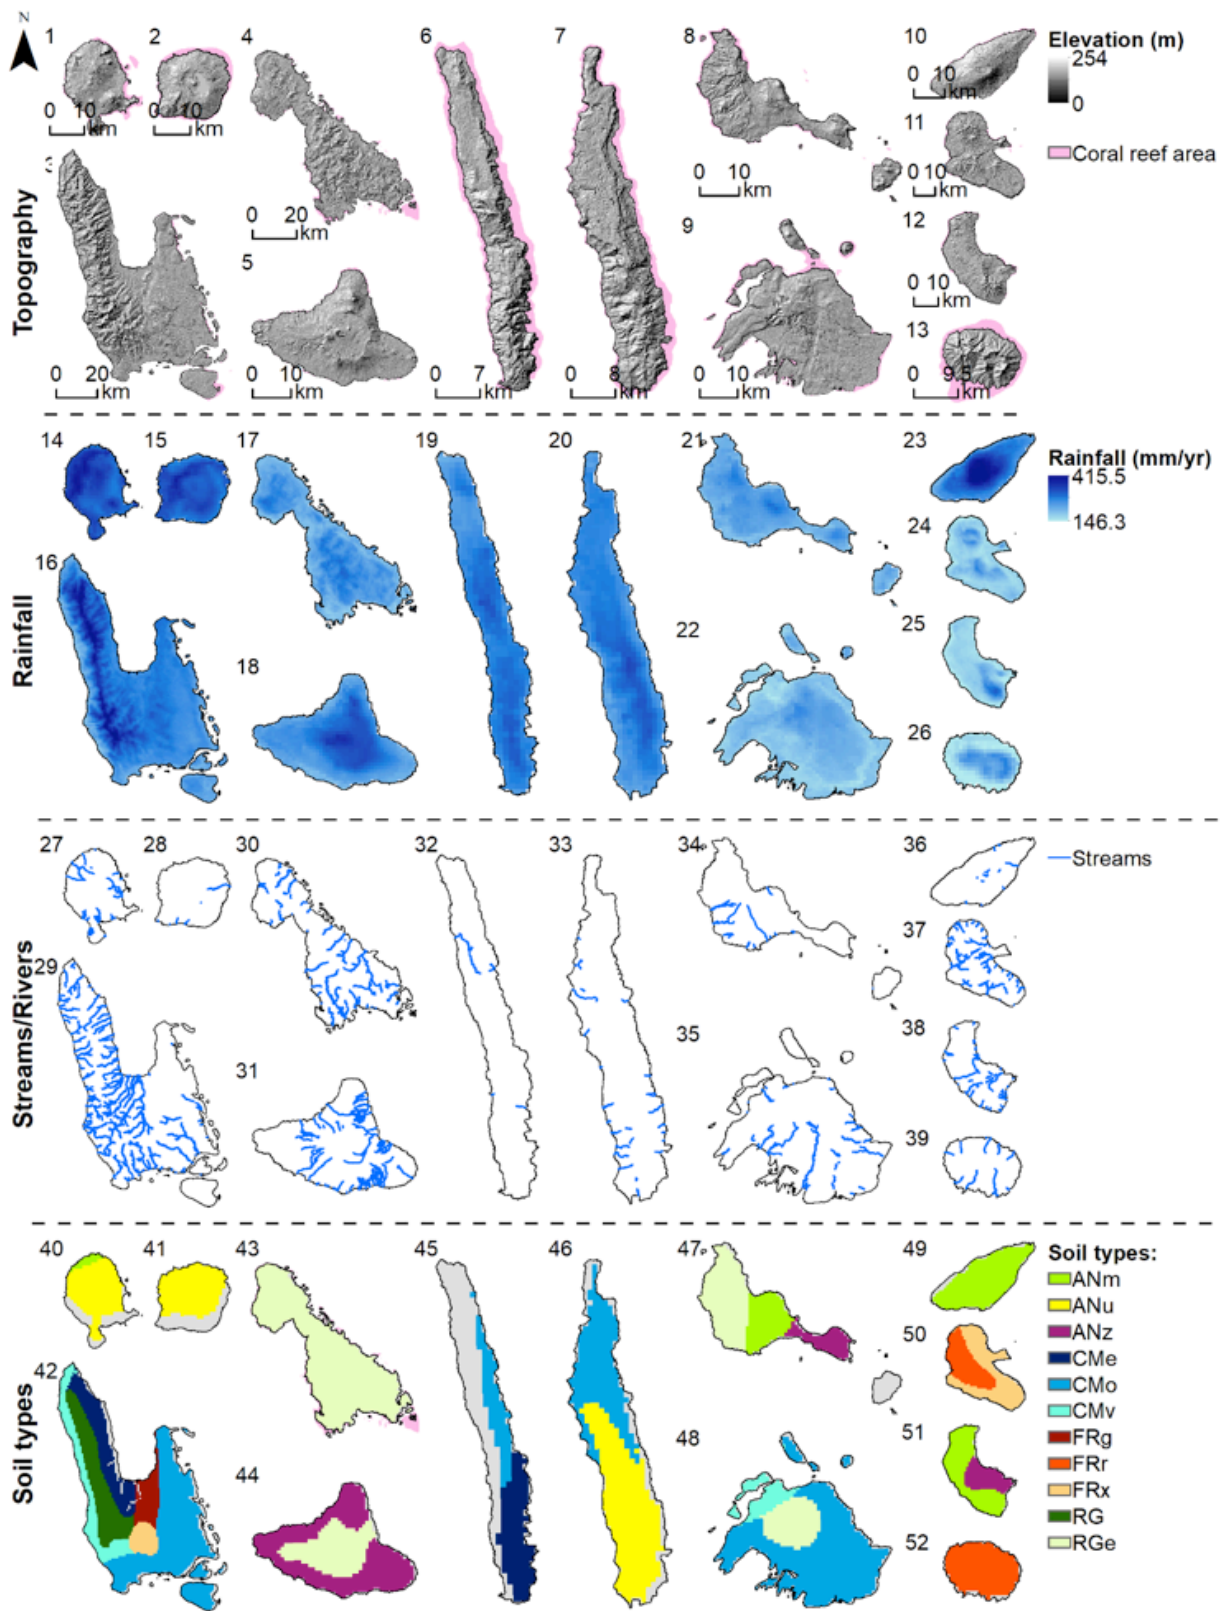 N
1 2 4 6 7 8 10 Elevation (m)
254
0
0 10 km
0 10 km
0 10 km
11
Coral reef area
3
0 10 km
0 10 km
0 20 km
5
9
12
Topography
0 10 km
13
0 20 km
0 10 km
0 7 km
0 8 km
0 10 km
0 9.5 km
14 15 17 19 20 21 23 Rainfall (mm/yr)
415.5
146.3
24
16
25
Rainfall
18
22
26
27 28 30 32 33 34 36 Streams
37
29
38
Streams/Rivers
31
35
39
40 41 43 45 46 47 49 Soil types:
ANm
ANu
50
ANz
CMe
42
CMo
CMv
51
FRg
Soil types
44
48
FRr
FRx
52
RG
RGe